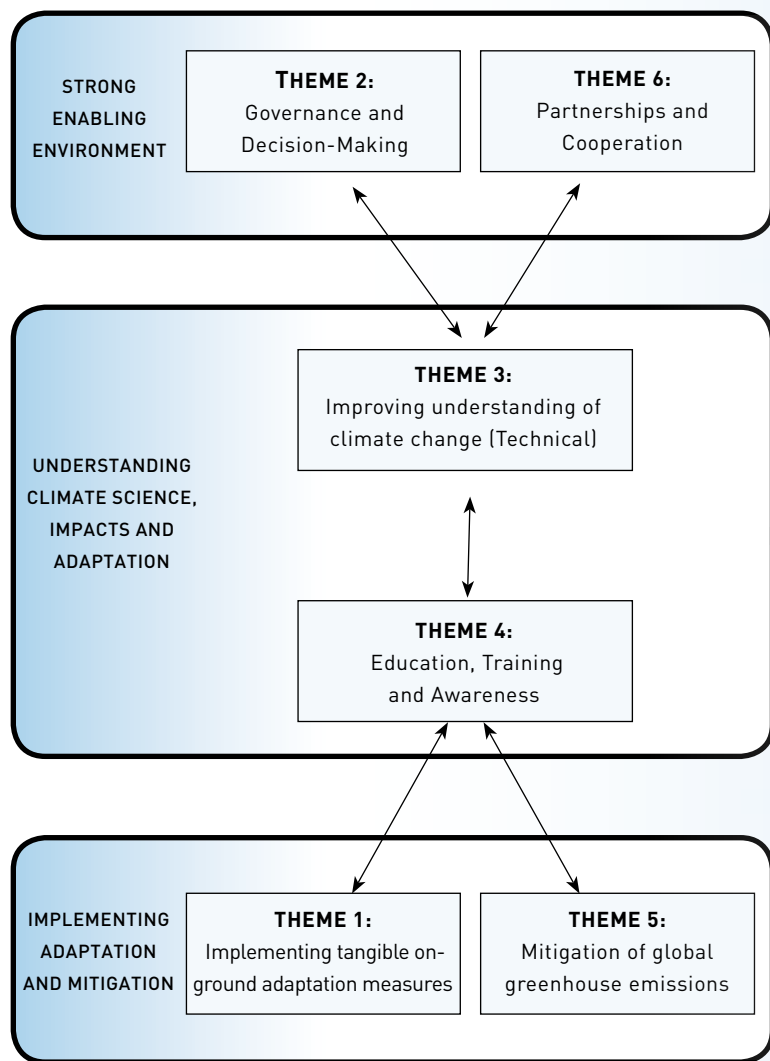 STRONG
ENABLING
ENVIRONMENT
THEME 2:
Governance and
Decision-Making
THEME 6:
Partnerships and
Cooperation
UNDERSTANDING
CLIMATE SCIENCE,
IMPACTS AND
ADAPTATION
THEME 3:
Improving understanding of
climate change (Technical)
THEME 4:
Education, Training
and Awareness
IMPLEMENTING
ADAPTATION
AND MITIGATION
THEME 1:
Implementing tangible on-
ground adaptation measures
THEME 5:
Mitigation of global
greenhouse emissions